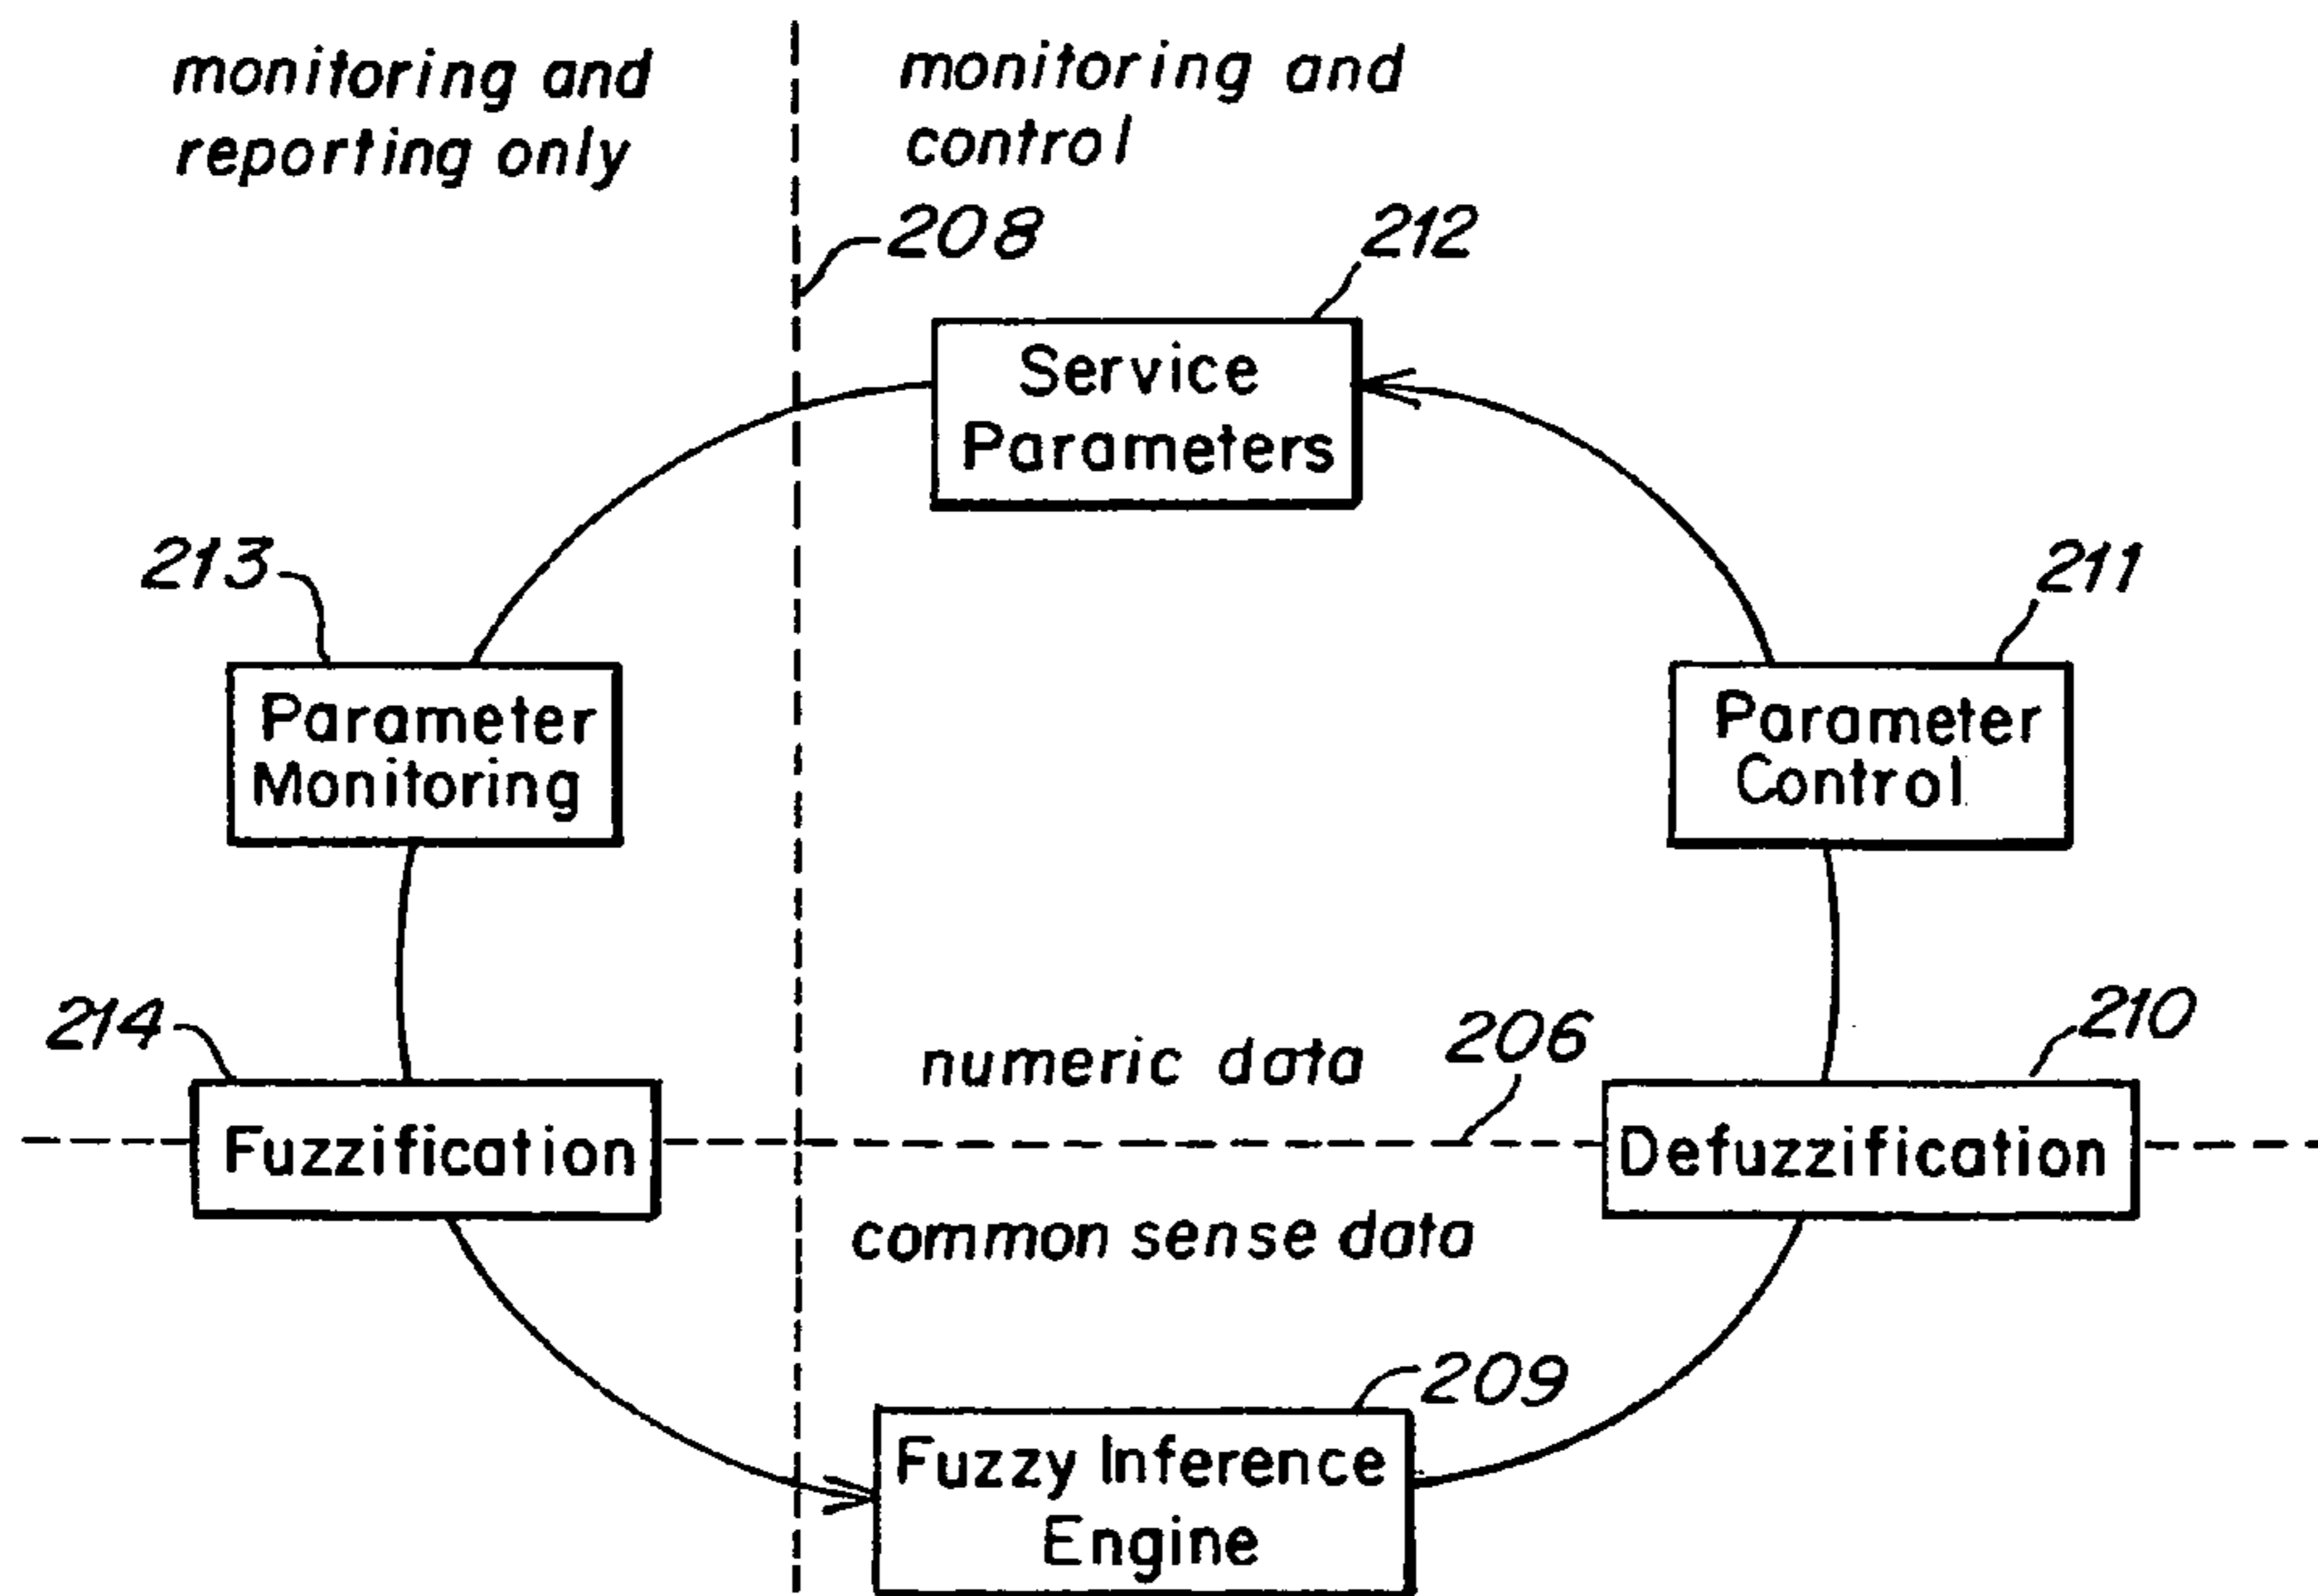 monitoring and
reporting only
monitoring and
control
208
212
Service
Parameters
213
211
Parameter
Monitoring
Parameter
Control
214
numeric data
206
210
Fuzzification
Defuzzification
common sense data
209
Fuzzy Inference
Engine